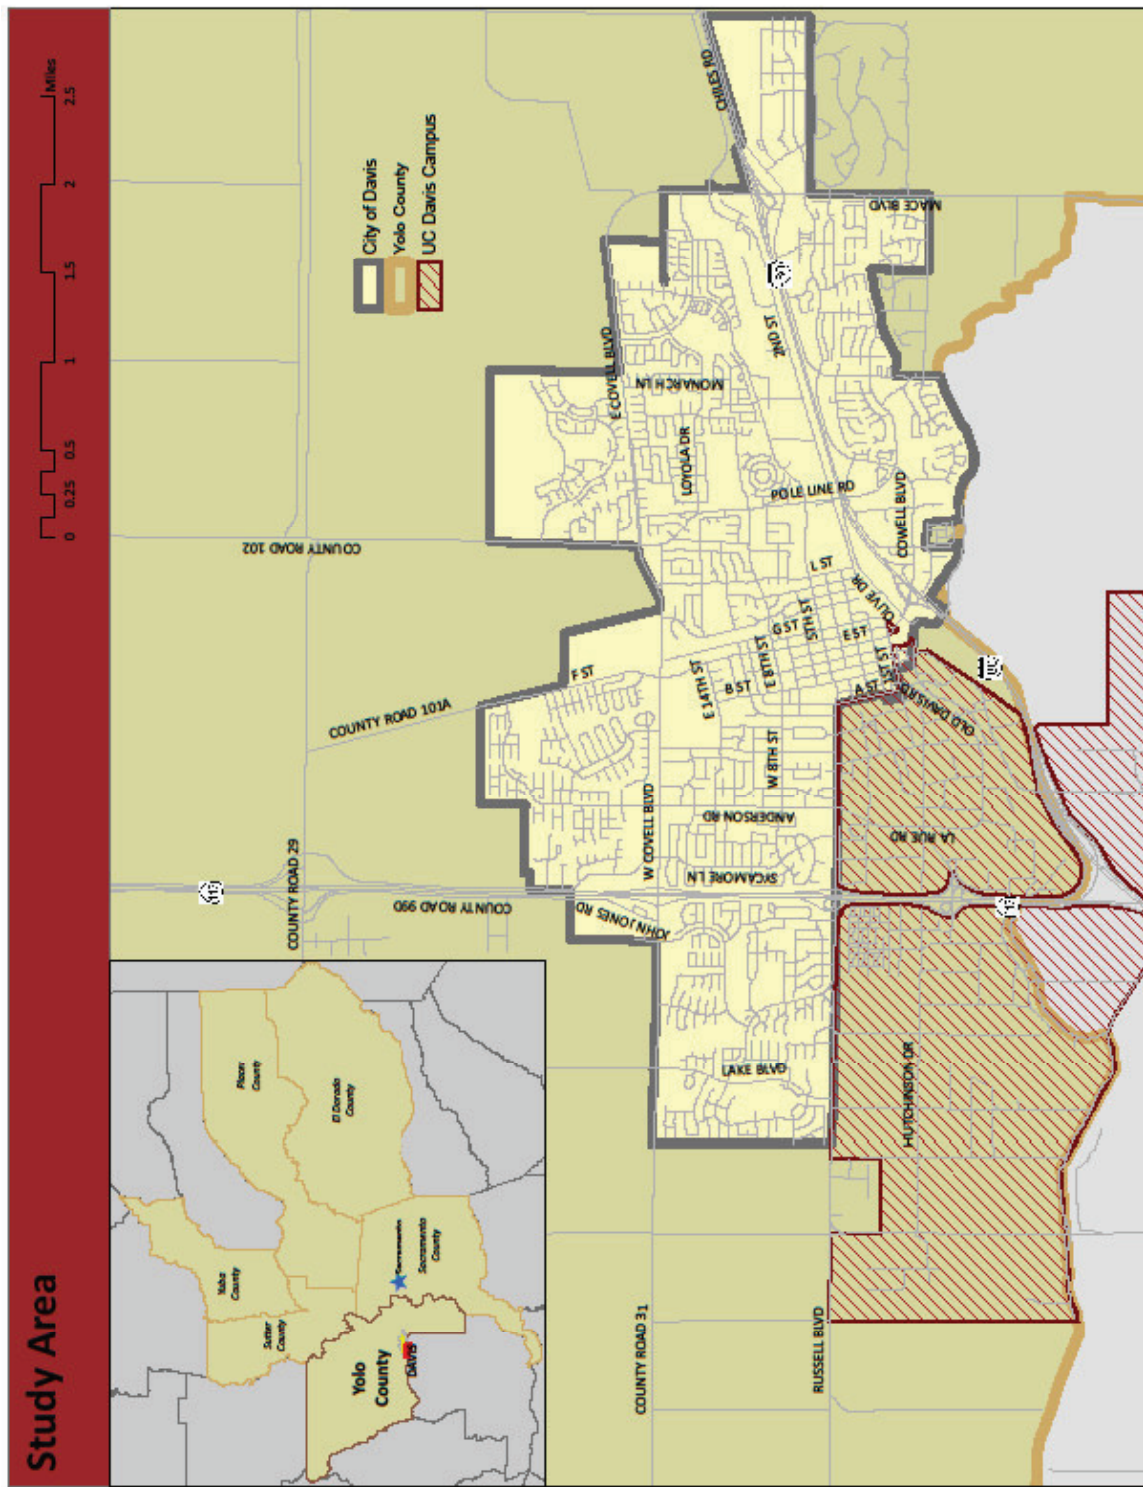 Study Area
0 0.25 0.5 1 1.5 2 2.5
Miles
City of Davis
Yolo County
UC Davis Campus
Placer
County
El Dorado
County
Yuba
County
Sutter
County
Sacramento
Sacramento
County
Yolo
County
DAVIS
COUNTY ROAD 29
113
COUNTY ROAD 99D
COUNTY ROAD 101A
COUNTY ROAD 102
CHILES RD
JOHN JONES RD
F ST
E COVELL BLVD
W COVELL BLVD
MONARCH LN
LOYOLA DR
2ND ST
80
MACE BLVD
POLE LINE RD
COWELL BLVD
L ST
OLIVE DR
G ST
5TH ST
E ST
E 14TH ST
E 8TH ST
B ST
1ST ST
A ST
OLD DAVIS RD
80
W 8TH ST
ANDERSON RD
SYCAMORE LN
LA RUE RD
113
LAKE BLVD
HUTCHINSON DR
COUNTY ROAD 31
RUSSELL BLVD